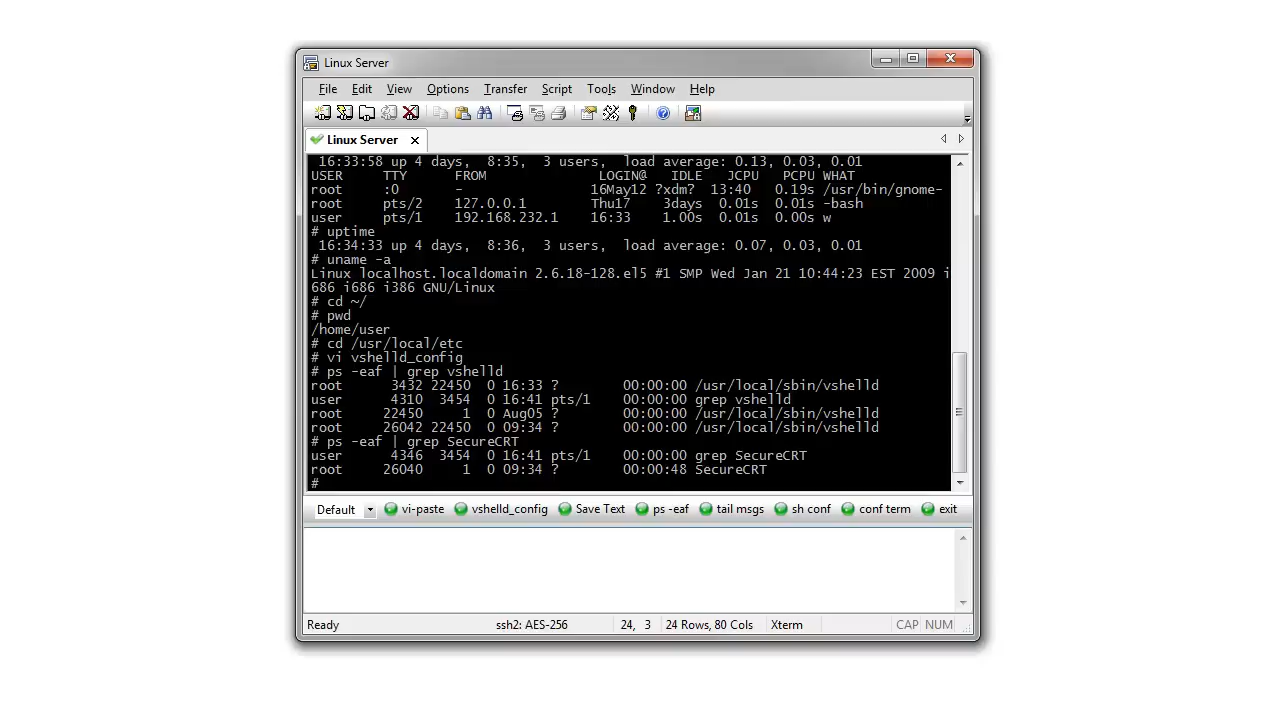 Linux Server
File Edit View Options Transfer Script Tools Window Help
Linux Server
16:33:58 up 4 days,  8:35,  3 users,  load average: 0.13, 0.03, 0.01
USER     TTY      FROM              LOGIN@   IDLE   JCPU   PCPU WHAT
root     :0       -                16May12 ?xdm?  13:40   0.19s /usr/bin/gnome-
root     pts/2    127.0.0.1        Thu17    3days  0.01s  0.01s -bash
user     pts/1    192.168.232.1    16:33    1.00s  0.01s  0.00s w
# uptime
16:34:33 up 4 days,  8:36,  3 users,  load average: 0.07, 0.03, 0.01
# uname -a
Linux localhost.localdomain 2.6.18-128.el5 #1 SMP Wed Jan 21 10:44:23 EST 2009 i
686 i686 i386 GNU/Linux
# cd ~/
# pwd
/home/user
# cd /usr/local/etc
# vi vshelld_config
# ps -eaf | grep vshelld
root      3432 22450  0 16:33 ?        00:00:00 /usr/local/sbin/vshelld
user      4310  3454  0 16:41 pts/1    00:00:00 grep vshelld
root     22450     1  0 Aug05 ?        00:00:00 /usr/local/sbin/vshelld
root     26042 22450  0 09:34 ?        00:00:00 /usr/local/sbin/vshelld
# ps -eaf | grep SecureCRT
user      4346  3454  0 16:41 pts/1    00:00:00 grep SecureCRT
root     26040     1  0 09:34 ?        00:00:48 SecureCRT
#
Default vi-paste vshelld_config Save Text ps -eaf tail msgs sh conf conf term exit
Ready ssh2: AES-256 24, 3 24 Rows, 80 Cols Xterm CAP NUM